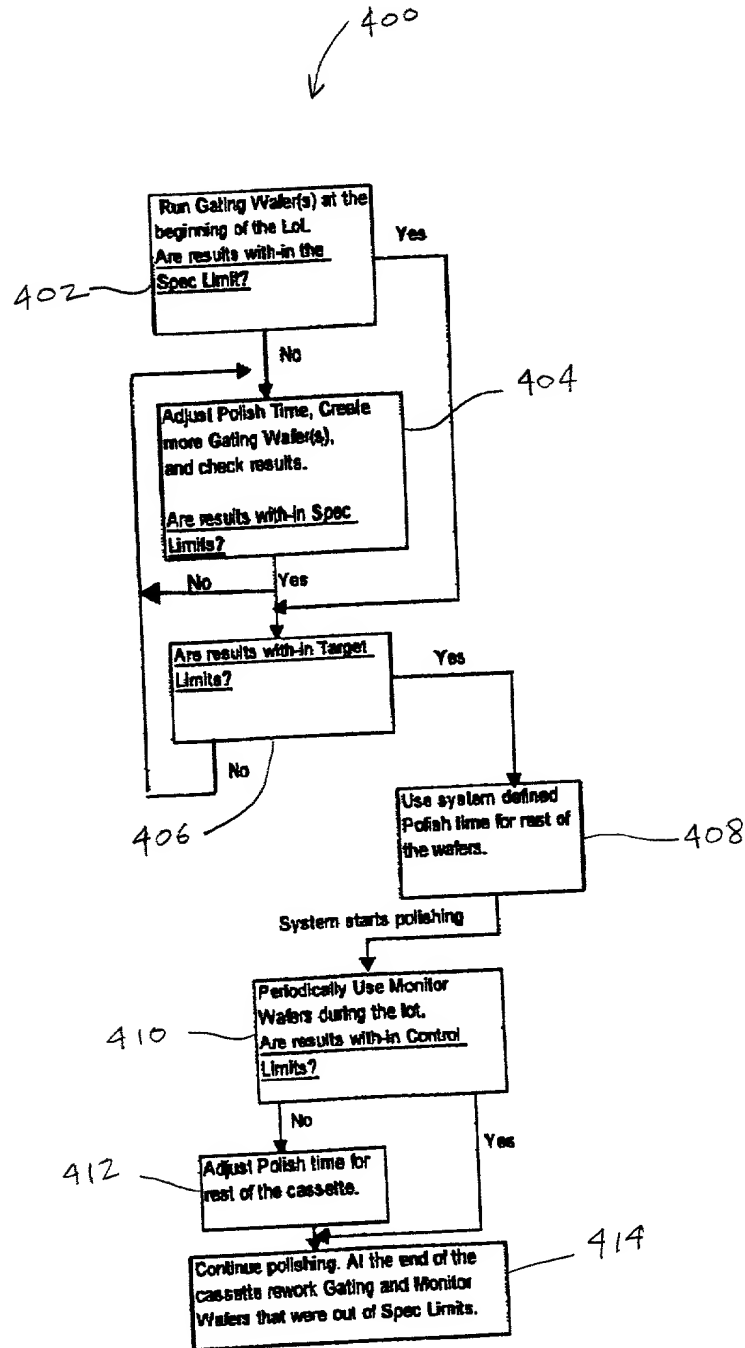 400
Run Gating Wafer(s) at the
beginning of the Lot.
Are results with-in the
Spec Limit?
Yes
402
No
404
Adjust Polish Time, Create
more Gating Wafer(s),
and check results.
Are results with-in Spec
Limits?
No
Yes
Are results with-in Target
Limits?
Yes
No
406
Use system defined
Polish time for rest of
the wafers.
408
System starts polishing
Periodically Use Monitor
Wafers during the lot.
Are results with-in Control
Limits?
410
No
Yes
412
Adjust Polish time for
rest of the cassette.
Continue polishing. At the end of the
cassette rework Gating and Monitor
Wafers that were out of Spec Limits.
414